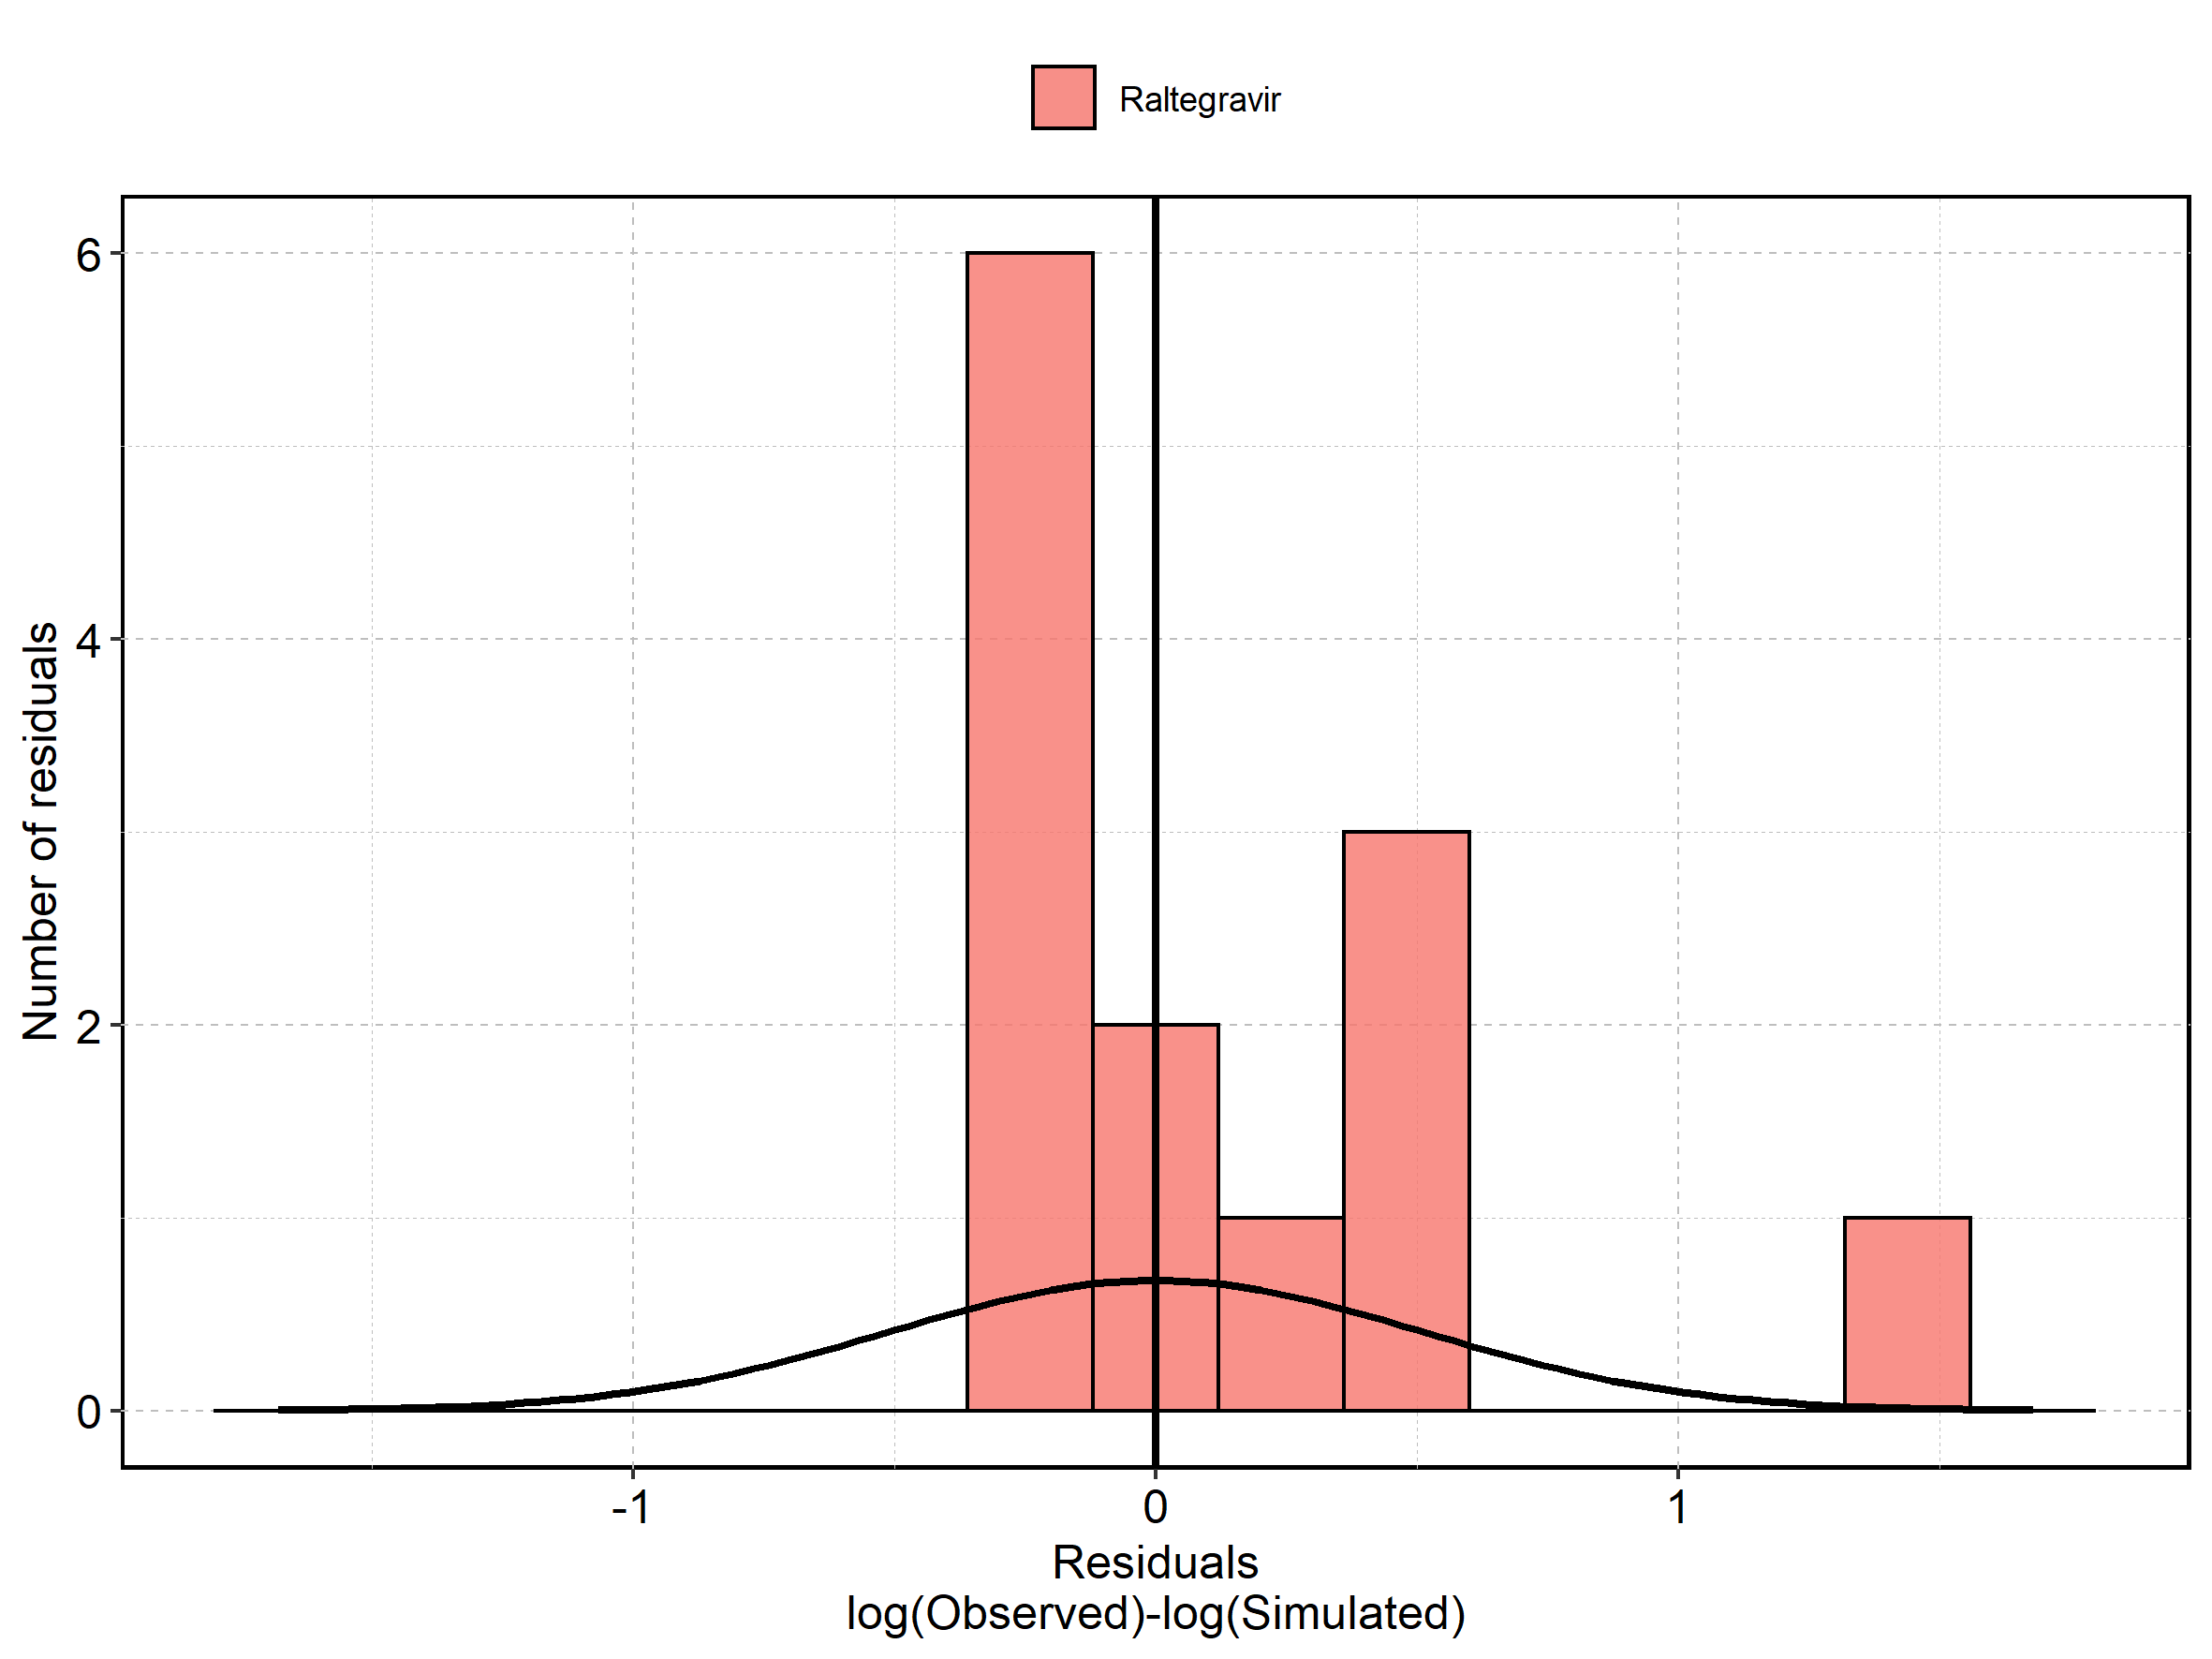 Raltegravir
6
4
2
0
Number of residuals
-1
0
1
Residuals
log(Observed)-log(Simulated)